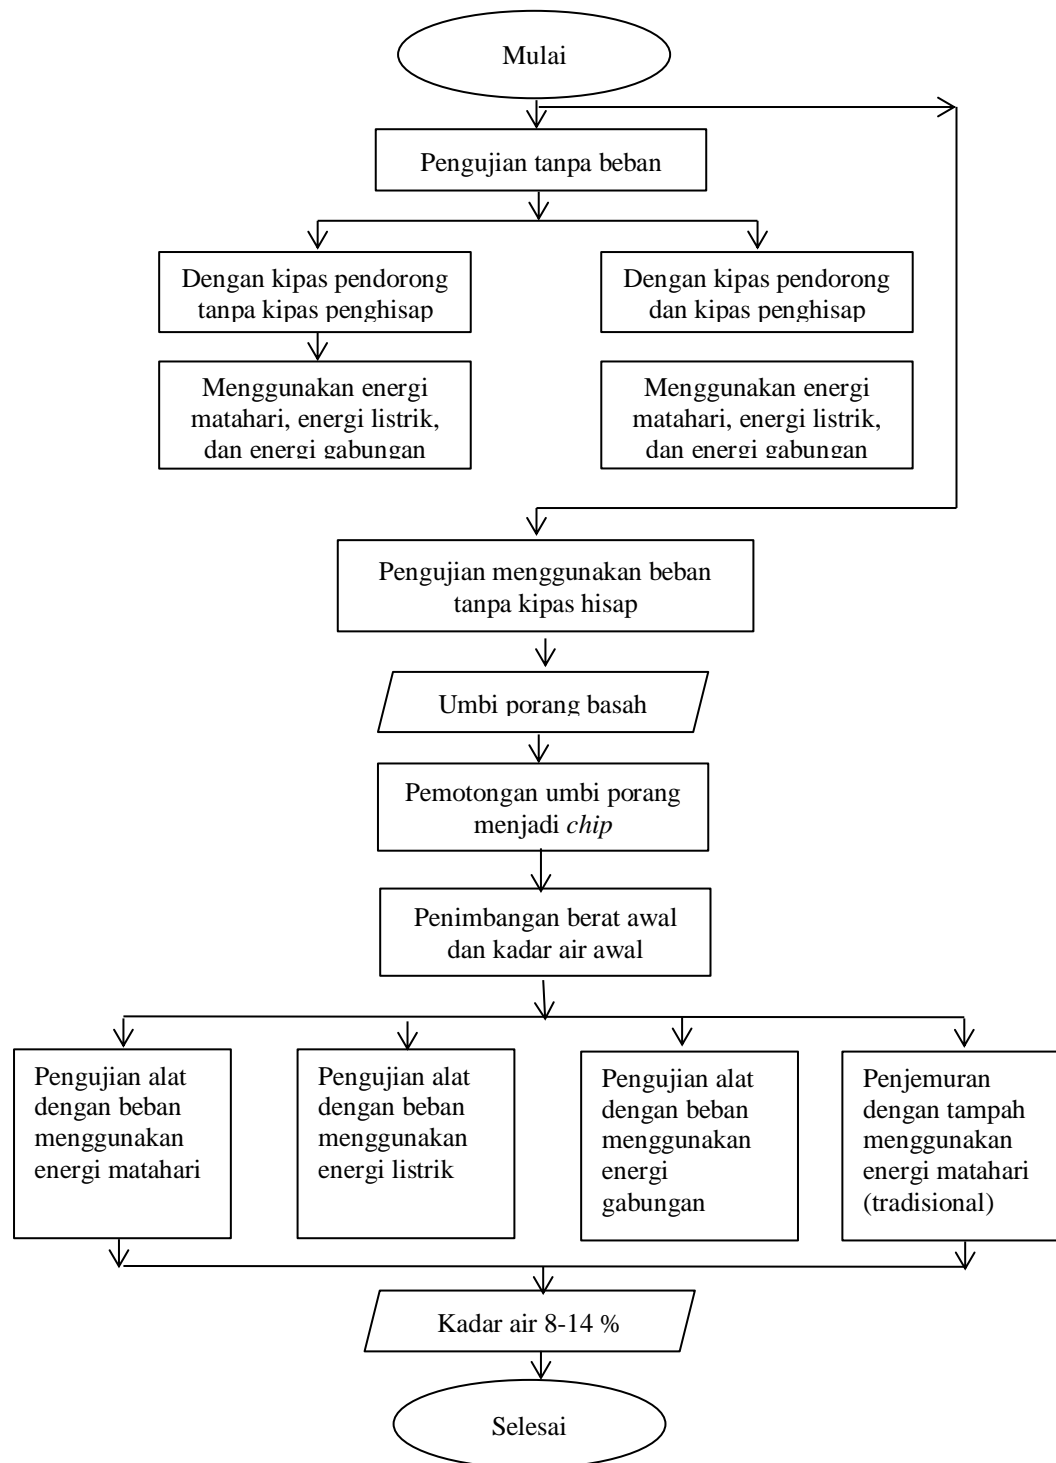 Mulai
Pengujian tanpa beban
Dengan kipas pendorong
tanpa kipas penghisap
Dengan kipas pendorong
dan kipas penghisap
Menggunakan energi
matahari, energi listrik,
dan energi gabungan
Menggunakan energi
matahari, energi listrik,
dan energi gabungan
Pengujian menggunakan beban
tanpa kipas hisap
Umbi porang basah
Pemotongan umbi porang
menjadi chip
Penimbangan berat awal
dan kadar air awal
Pengujian alat
dengan beban
menggunakan
energi matahari
Pengujian alat
dengan beban
menggunakan
energi listrik
Pengujian alat
dengan beban
menggunakan
energi
gabungan
Penjemuran
dengan tampah
menggunakan
energi matahari
(tradisional)
Kadar air 8-14 %
Selesai